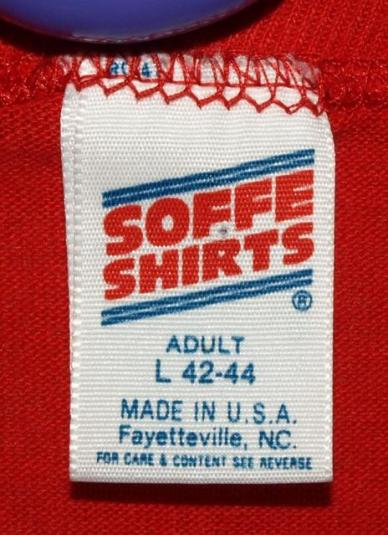 SOFFE
SHIRTS
®
ADULT
L 42-44
MADE IN U.S.A.
Fayetteville, NC.
FOR CARE & CONTENT SEE REVERSE